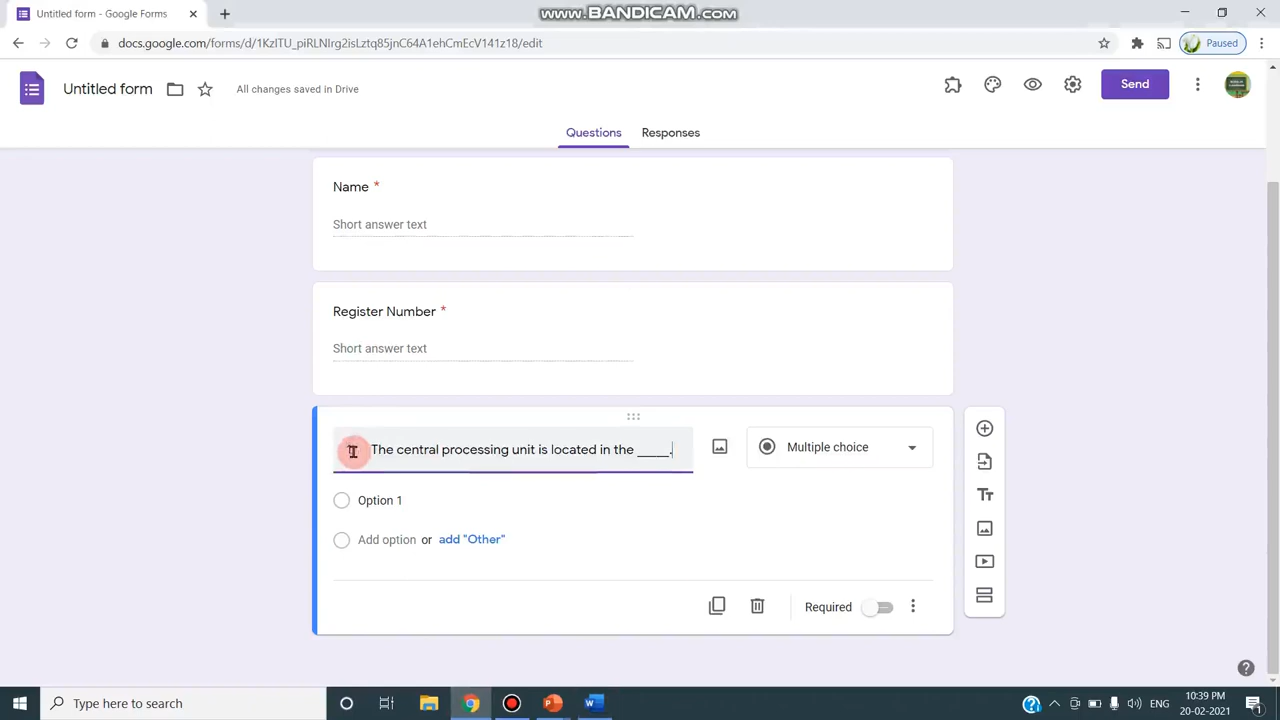 Untitled form - Google Forms
www.BANDICAM.com
docs.google.com/forms/d/1KzlTU_piRLNIrg2isLztq85jnC64A1ehCmEcV141z18/edit
Paused
Untitled form
All changes saved in Drive
Send
Questions
Responses
Name *
Short answer text
Register Number *
Short answer text
The central processing unit is located in the _____.
Multiple choice
Option 1
Add option or add "Other"
Required
Type here to search
ENG
10:39 PM
20-02-2021